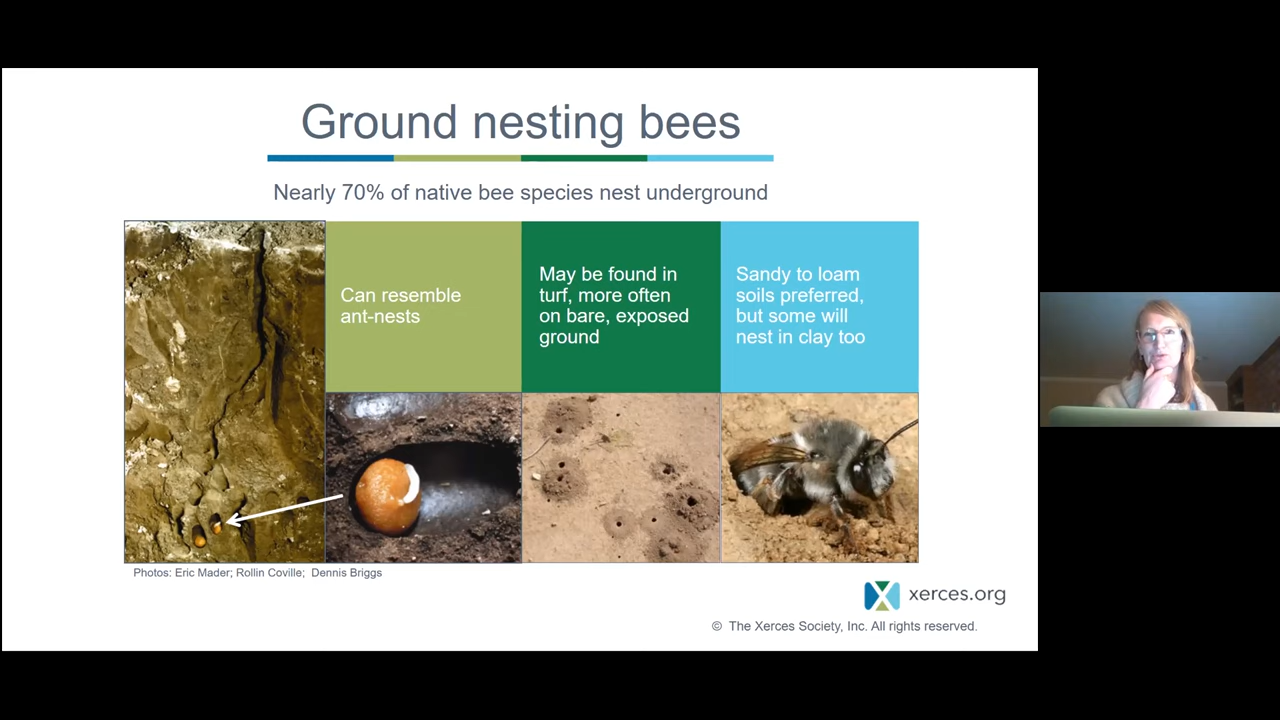 Ground nesting bees
Nearly 70% of native bee species nest underground
Can resemble
ant-nests
May be found in
turf, more often
on bare, exposed
ground
Sandy to loam
soils preferred,
but some will
nest in clay too
Photos: Eric Mader; Rollin Coville;  Dennis Briggs
xerces.org
© The Xerces Society, Inc. All rights reserved.